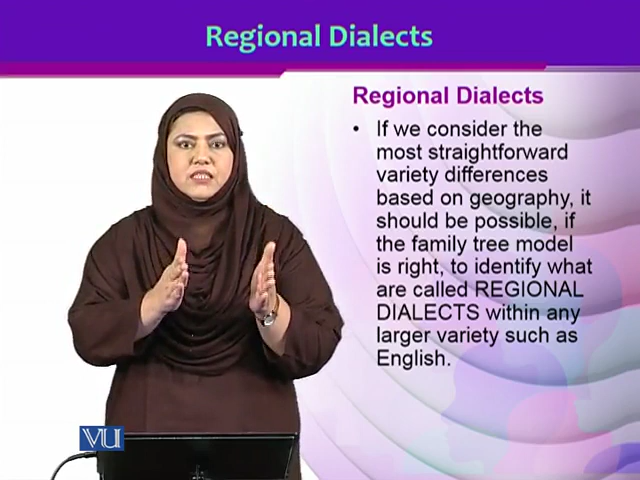 Regional Dialects
Regional Dialects
• If we consider the
most straightforward
variety differences
based on geography, it
should be possible, if
the family tree model
is right, to identify what
are called REGIONAL
DIALECTS within any
larger variety such as
English.
VU